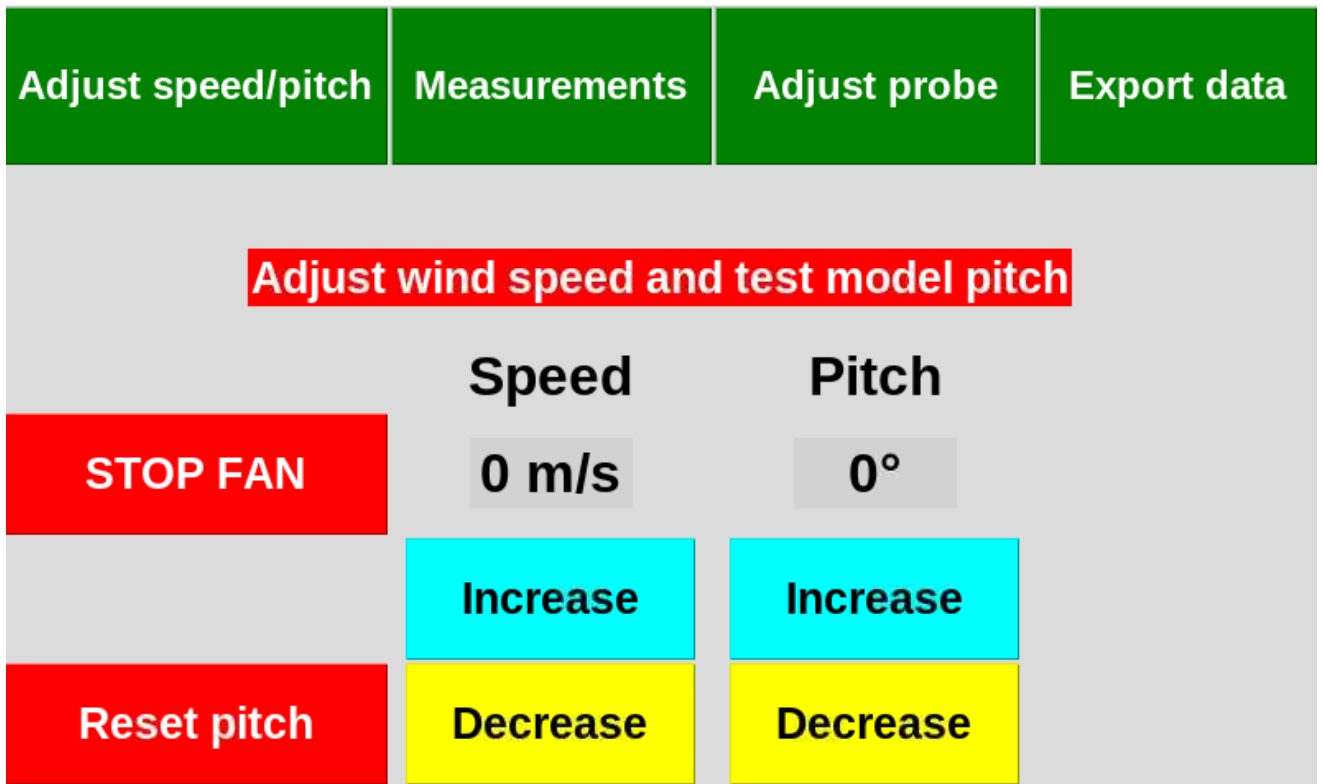 Adjust speed/pitch Measurements Adjust probe Export data
Adjust wind speed and test model pitch
Speed Pitch
STOP FAN 0 m/s 0°
Increase Increase
Reset pitch Decrease Decrease